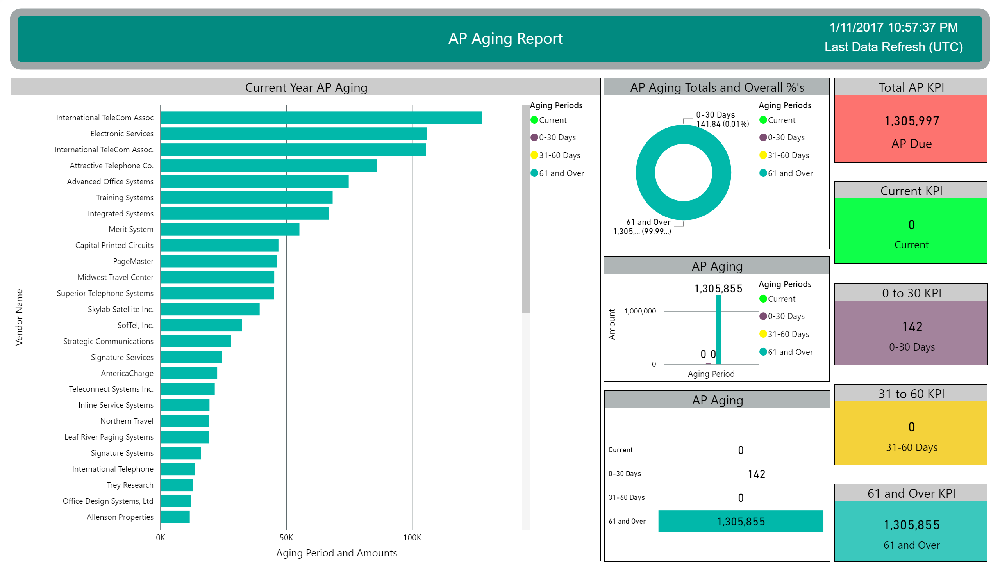 AP Aging Report
1/11/2017 10:57:37 PM
Last Data Refresh (UTC)
Current Year AP Aging
Vendor Name
International TeleCom Assoc
Electronic Services
International TeleCom Assoc.
Attractive Telephone Co.
Advanced Office Systems
Training Systems
Integrated Systems
Merit System
Capital Printed Circuits
PageMaster
Midwest Travel Center
Superior Telephone Systems
Skylab Satellite Inc.
SofTel, Inc.
Strategic Communications
Signature Services
AmericaCharge
Teleconnect Systems Inc.
Inline Service Systems
Northern Travel
Leaf River Paging Systems
Signature Systems
International Telephone
Trey Research
Office Design Systems, Ltd
Allenson Properties
0K 50K 100K
Aging Period and Amounts
Aging Periods
Current
0-30 Days
31-60 Days
61 and Over
AP Aging Totals and Overall %'s
0-30 Days
141.84 (0.01%)
61 and Over
1,305,... (99.99...)
Aging Periods
Current
0-30 Days
31-60 Days
61 and Over
AP Aging
Amount
1,305,855
1,000,000
0 0
0
Aging Period
Aging Periods
Current
0-30 Days
31-60 Days
61 and Over
AP Aging
Current 0
0-30 Days 142
31-60 Days 0
61 and Over 1,305,855
Total AP KPI
1,305,997
AP Due
Current KPI
0
Current
0 to 30 KPI
142
0-30 Days
31 to 60 KPI
0
31-60 Days
61 and Over KPI
1,305,855
61 and Over